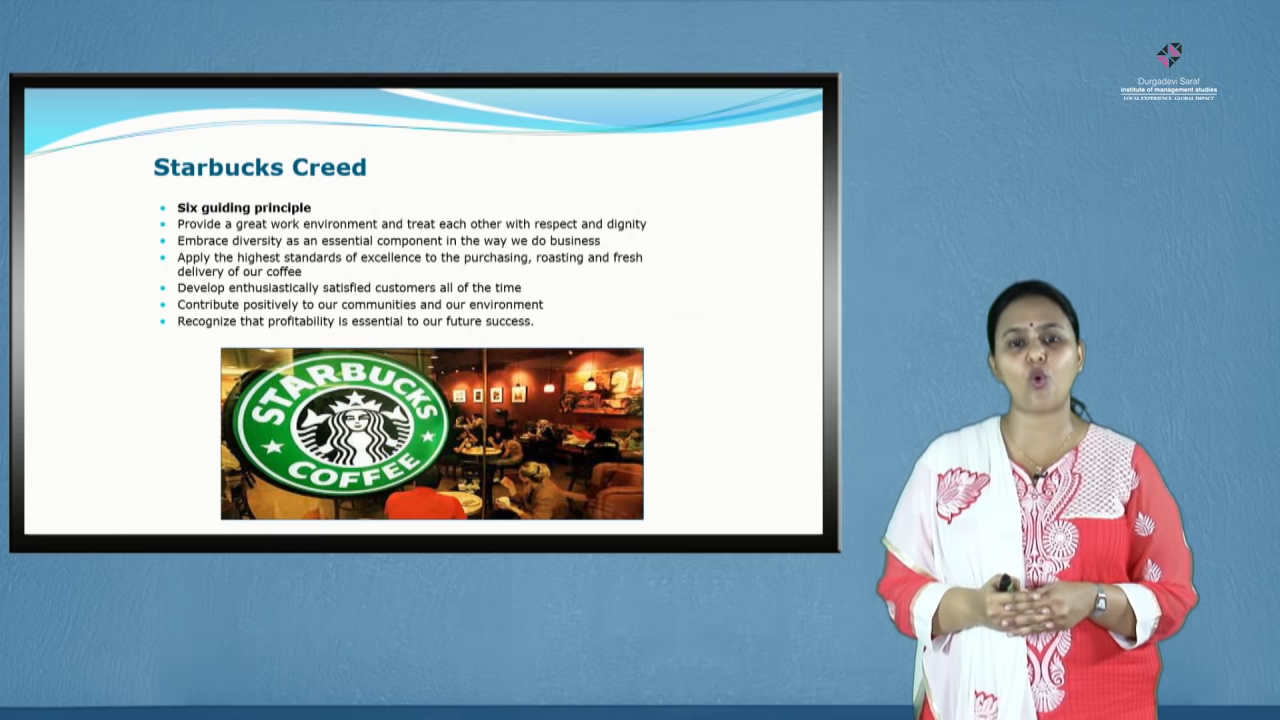 Durgadevi Saraf
institute of management studies
LOCAL EXPERIENCE. GLOBAL IMPACT
Starbucks Creed
Six guiding principle
Provide a great work environment and treat each other with respect and dignity
Embrace diversity as an essential component in the way we do business
Apply the highest standards of excellence to the purchasing, roasting and fresh
delivery of our coffee
Develop enthusiastically satisfied customers all of the time
Contribute positively to our communities and our environment
Recognize that profitability is essential to our future success.
STARBUCKS
COFFEE